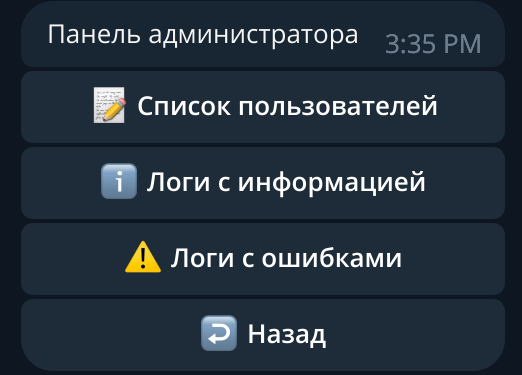 Панель администратора 3:35 PM
📝 Список пользователей
ℹ️ Логи с информацией
⚠️ Логи с ошибками
↩️ Назад